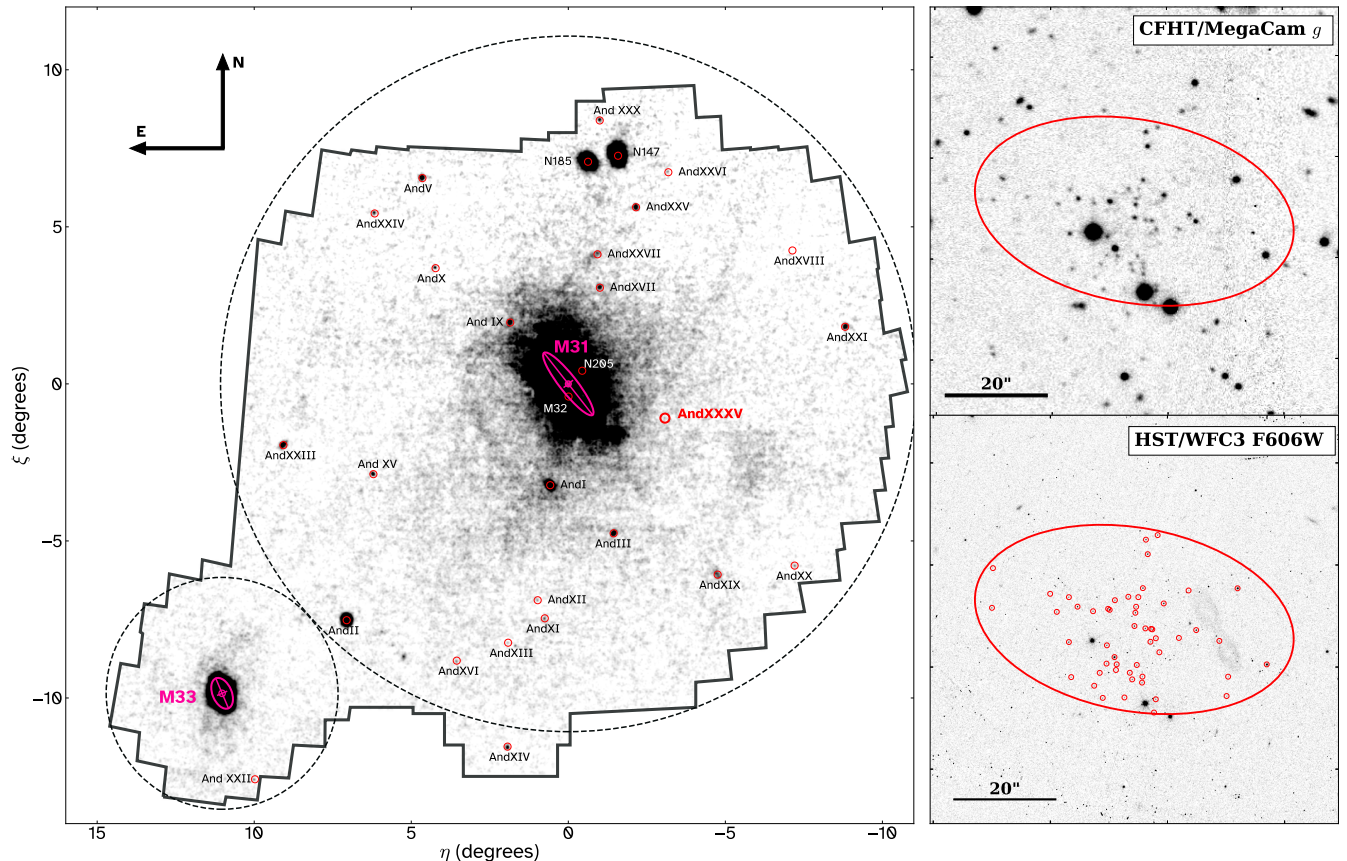 N
E
10
5
0
−5
−10
ξ (degrees)
And XXX
N185
N147
AndXXVI
AndV
AndXXIV
AndXXV
AndXXVII
AndXVIII
AndX
AndXVII
And IX
AndXXI
M31
N205
M32
AndXXXV
AndXXIII
And XV
AndI
AndIII
AndXIX
AndXX
AndXII
AndII
AndXI
AndXIII
AndXVI
M33
AndXIV
And XXII
15
10
5
0
−5
−10
η (degrees)
CFHT/MegaCam g
20"
HST/WFC3 F606W
20"